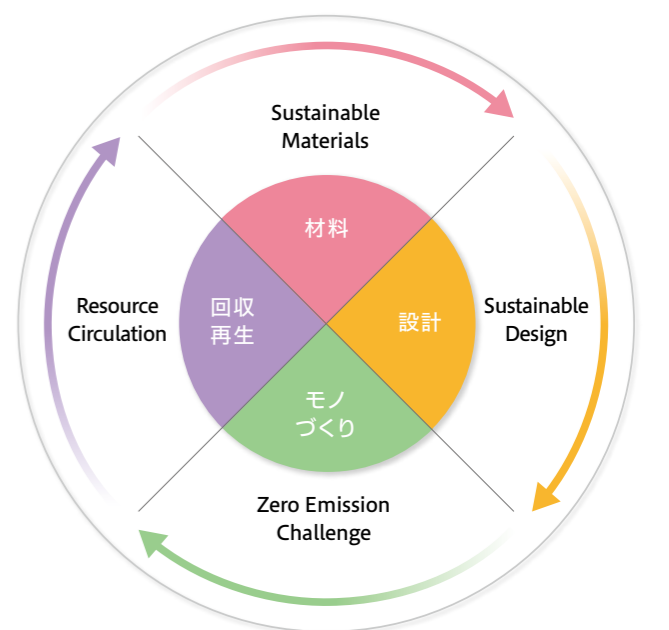 Sustainable
Materials
材料
Resource
Circulation
回収
再生
設計
Sustainable
Design
モノ
づくり
Zero Emission
Challenge